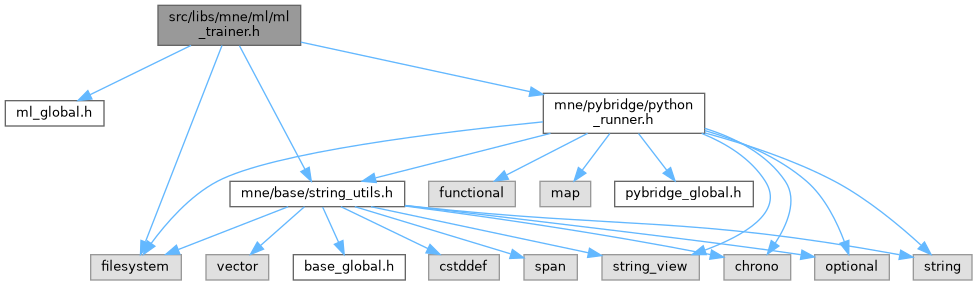 src/libs/mne/ml/ml
_trainer.h
ml_global.h
mne/pybridge/python
_runner.h
mne/base/string_utils.h
functional
map
pybridge_global.h
filesystem
vector
base_global.h
cstddef
span
string_view
chrono
optional
string